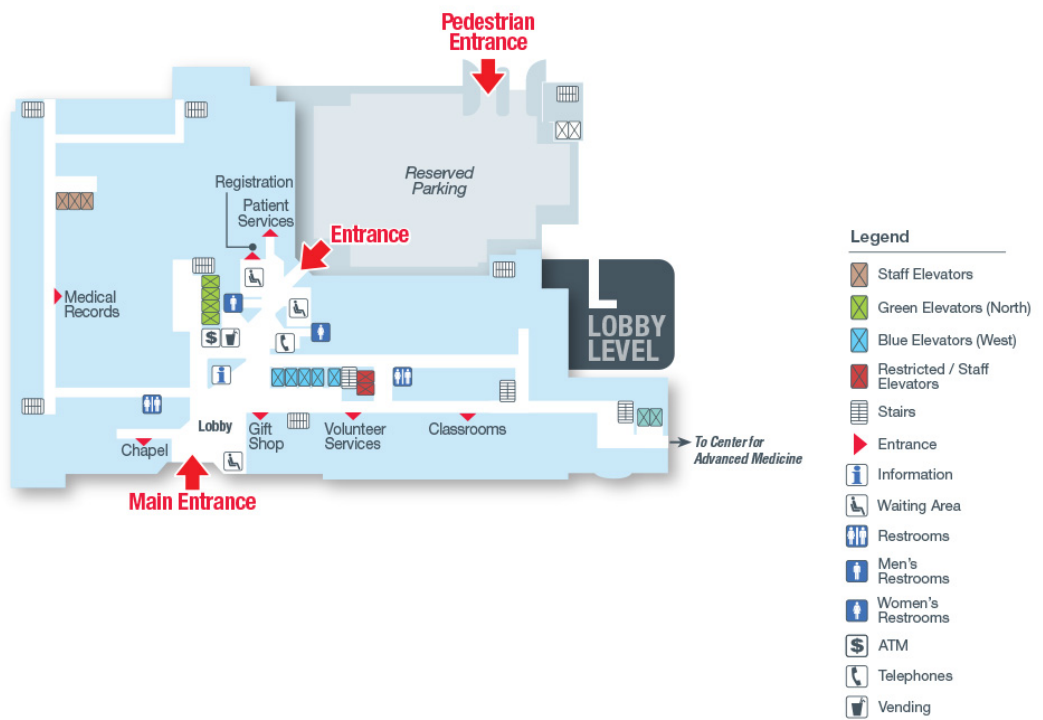 Pedestrian
Entrance
Reserved
Parking
Registration
Patient
Services
Entrance
Medical
Records
$
i
LOBBY
LEVEL
Lobby
Gift
Shop
Volunteer
Services
Classrooms
Chapel
To Center for
Advanced Medicine
Main Entrance
Legend
Staff Elevators
Green Elevators (North)
Blue Elevators (West)
Restricted / Staff
Elevators
Stairs
Entrance
i
Information
Waiting Area
Restrooms
Men's
Restrooms
Women's
Restrooms
$
ATM
Telephones
Vending